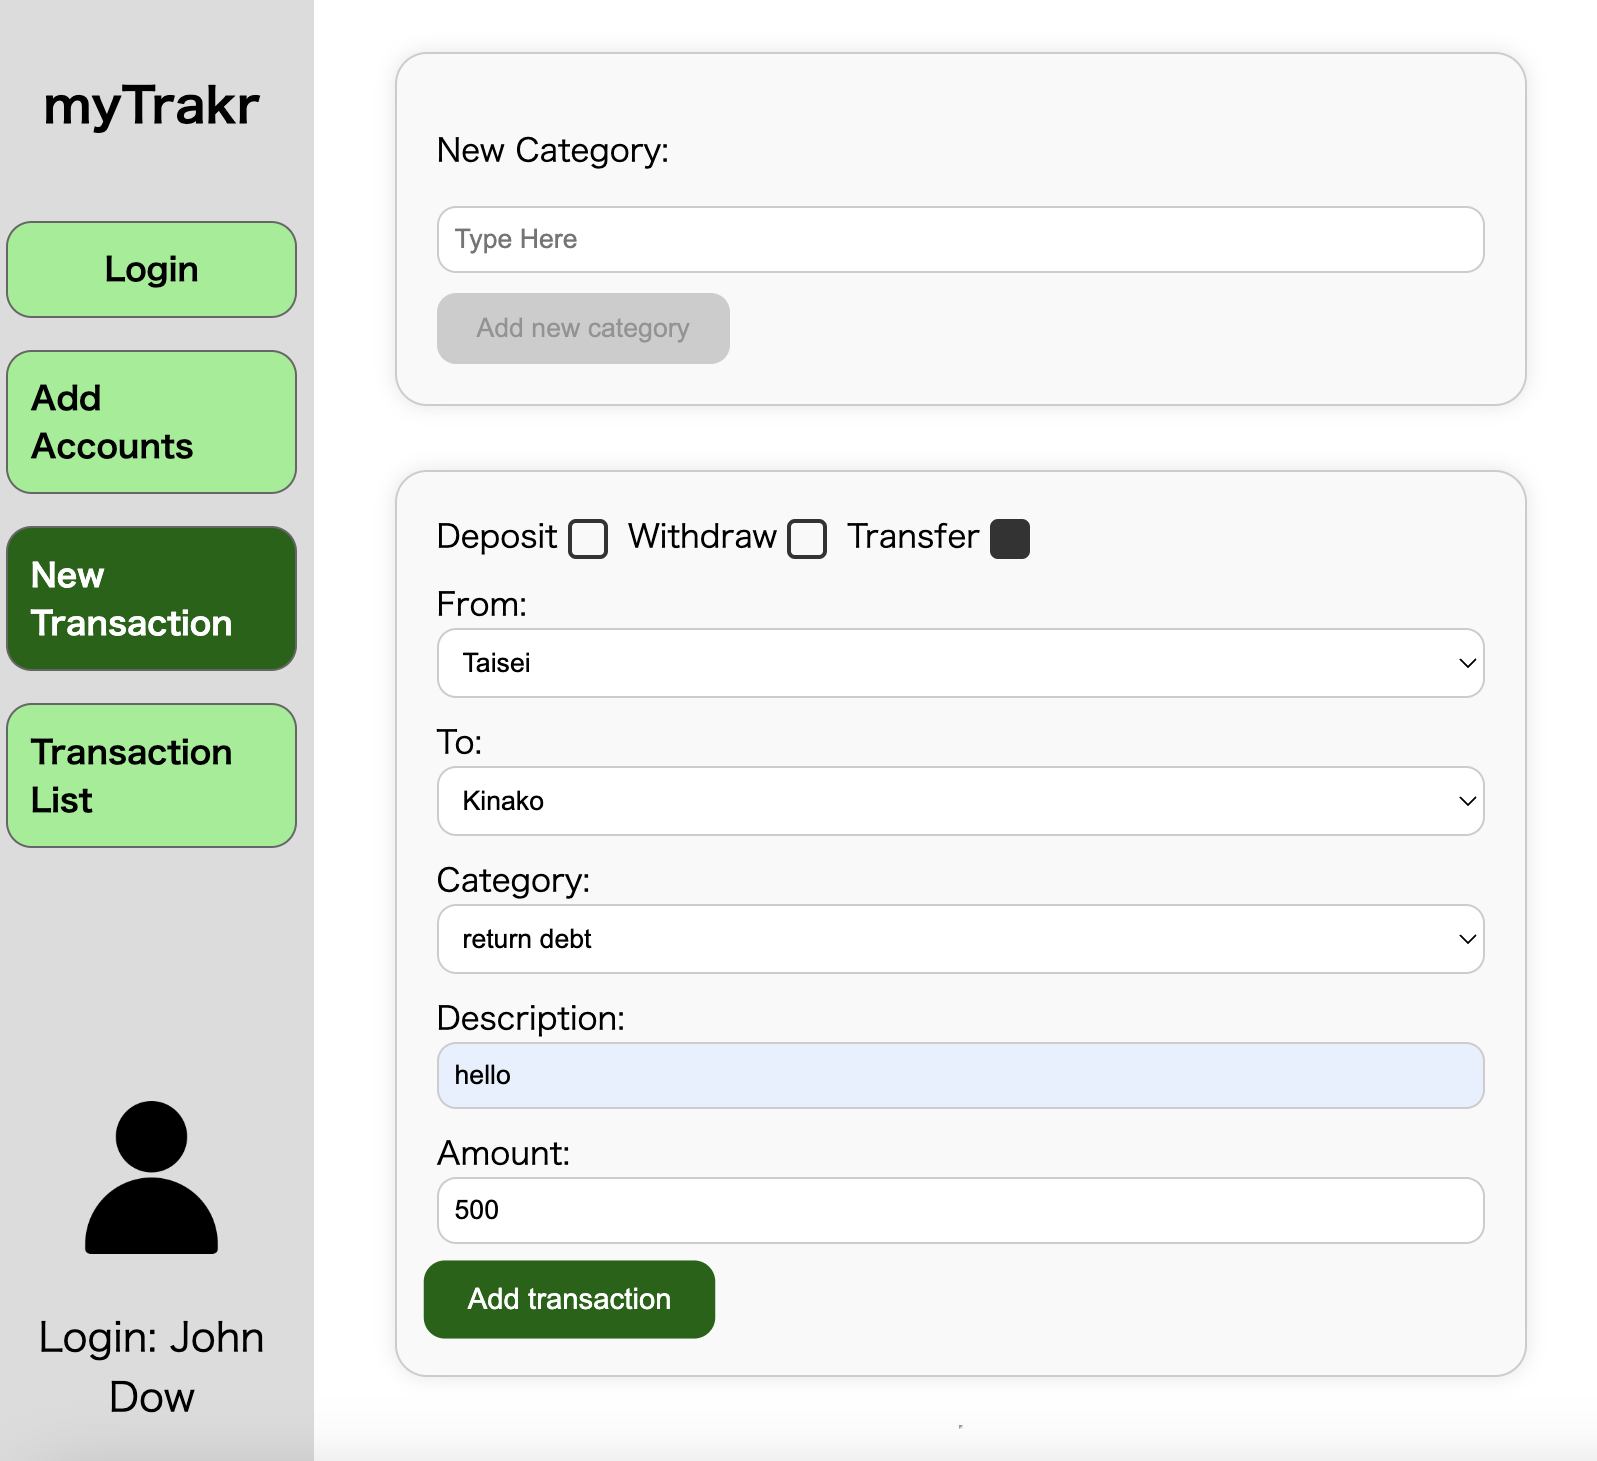 myTrakr
Login
Add
Accounts
New
Transaction
Transaction
List
Login: John
Dow
New Category:
Type Here
Add new category
Deposit Withdraw Transfer
From:
Taisei
To:
Kinako
Category:
return debt
Description:
hello
Amount:
500
Add transaction